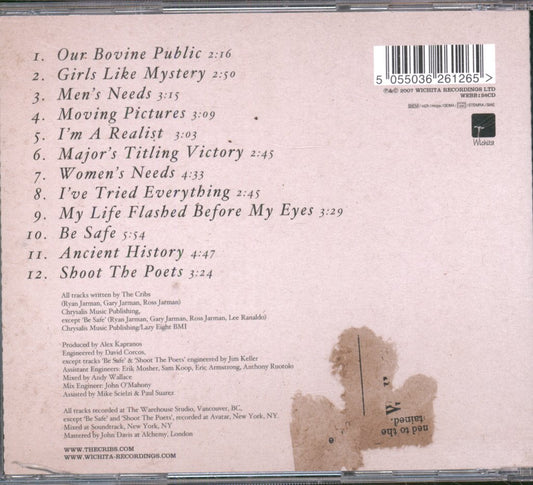 1. Our Bovine Public 2:16
2. Girls Like Mystery 2:50
3. Men's Needs 3:15
4. Moving Pictures 3:09
5. I'm A Realist 3:03
6. Major's Titling Victory 2:45
7. Women's Needs 4:33
8. I've Tried Everything 2:45
9. My Life Flashed Before My Eyes 3:29
10. Be Safe 5:54
11. Ancient History 4:47
12. Shoot The Poets 3:24
5 055036 261265 >
℗&© 2007 WICHITA RECORDINGS LTD
WEBB134CD
Wichita
All tracks written by The Cribs
(Ryan Jarman, Gary Jarman, Ross Jarman)
Chrysalis Music Publishing,
except 'Be Safe' (Ryan Jarman, Gary Jarman, Ross Jarman, Lee Ranaldo)
Chrysalis Music Publishing/Lazy Eight BMI
Produced by Alex Kapranos
Engineered by David Corcos,
except tracks 'Be Safe' & 'Shoot The Poets' engineered by Jim Keller
Assistant Engineers: Erik Mosher, Sam Koop, Eric Armstrong, Anthony Ruotolo
Mixed by Andy Wallace
Mix Engineer: John O'Mahony
Assisted by Mike Scielzi & Paul Suarez
All tracks recorded at The Warehouse Studio, Vancouver, BC,
except 'Be Safe' and 'Shoot The Poets', recorded at Avatar, New York, NY.
Mixed at Soundtrack, New York, NY
Mastered by John Davis at Alchemy, London
WWW.THECRIBS.COM
WWW.WICHITA-RECORDINGS.COM
ned to the
tained.